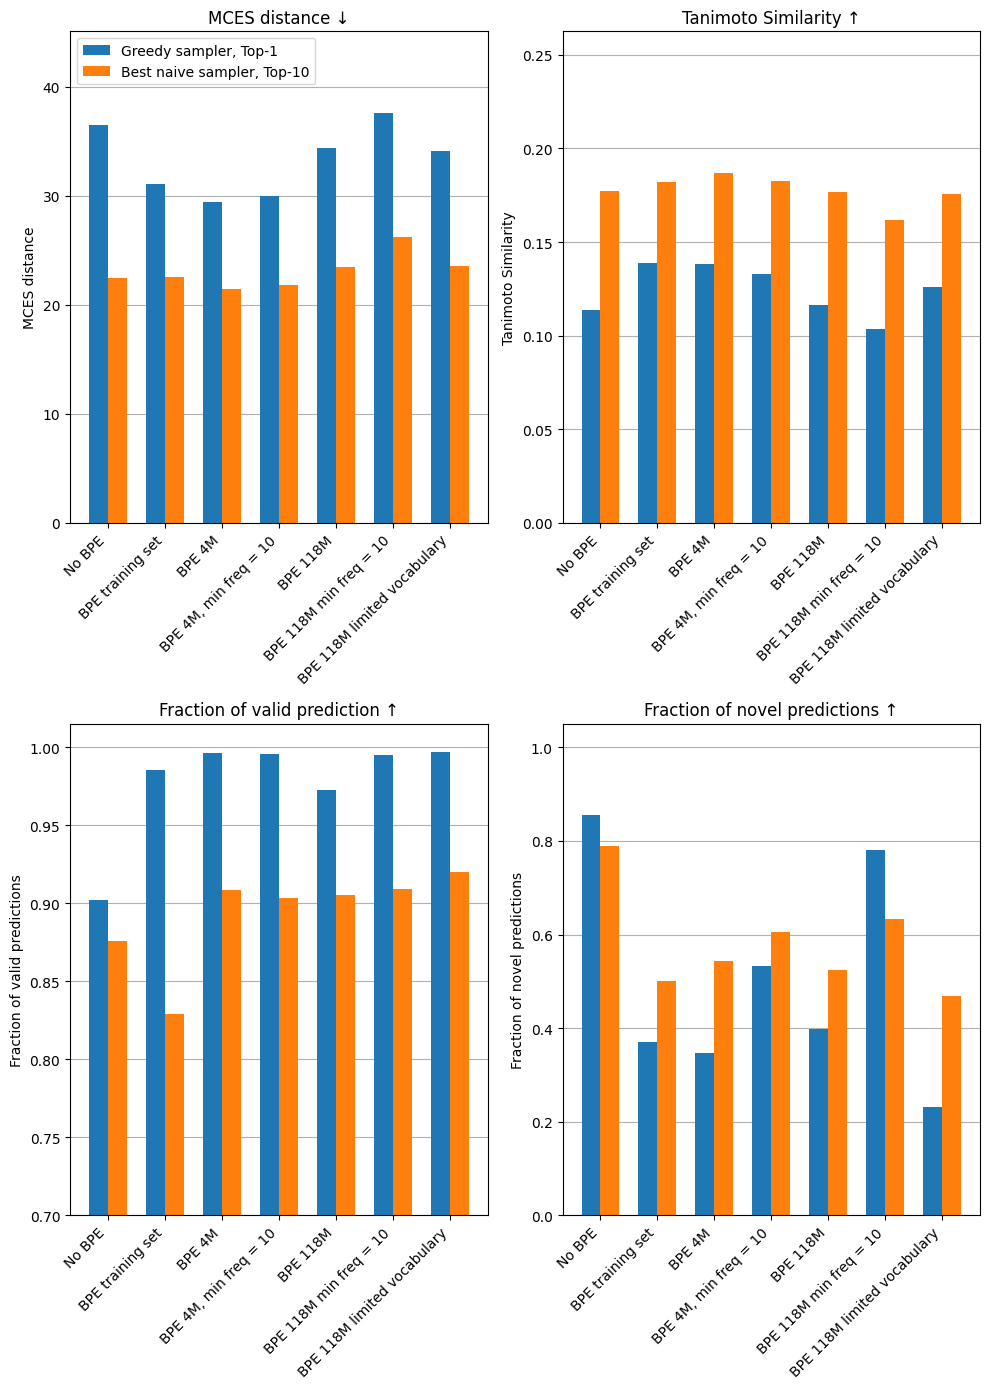 MCES distance ↓
Greedy sampler, Top-1
Best naive sampler, Top-10
MCES distance
40
30
20
10
0
No BPE
BPE training set
BPE 4M
BPE 4M, min freq = 10
BPE 118M
BPE 118M min freq = 10
BPE 118M limited vocabulary
Tanimoto Similarity ↑
Tanimoto Similarity
0.25
0.20
0.15
0.10
0.05
0.00
No BPE
BPE training set
BPE 4M
BPE 4M, min freq = 10
BPE 118M
BPE 118M min freq = 10
BPE 118M limited vocabulary
Fraction of valid prediction ↑
Fraction of valid predictions
1.00
0.95
0.90
0.85
0.80
0.75
0.70
No BPE
BPE training set
BPE 4M
BPE 4M, min freq = 10
BPE 118M
BPE 118M min freq = 10
BPE 118M limited vocabulary
Fraction of novel predictions ↑
Fraction of novel predictions
1.0
0.8
0.6
0.4
0.2
0.0
No BPE
BPE training set
BPE 4M
BPE 4M, min freq = 10
BPE 118M
BPE 118M min freq = 10
BPE 118M limited vocabulary